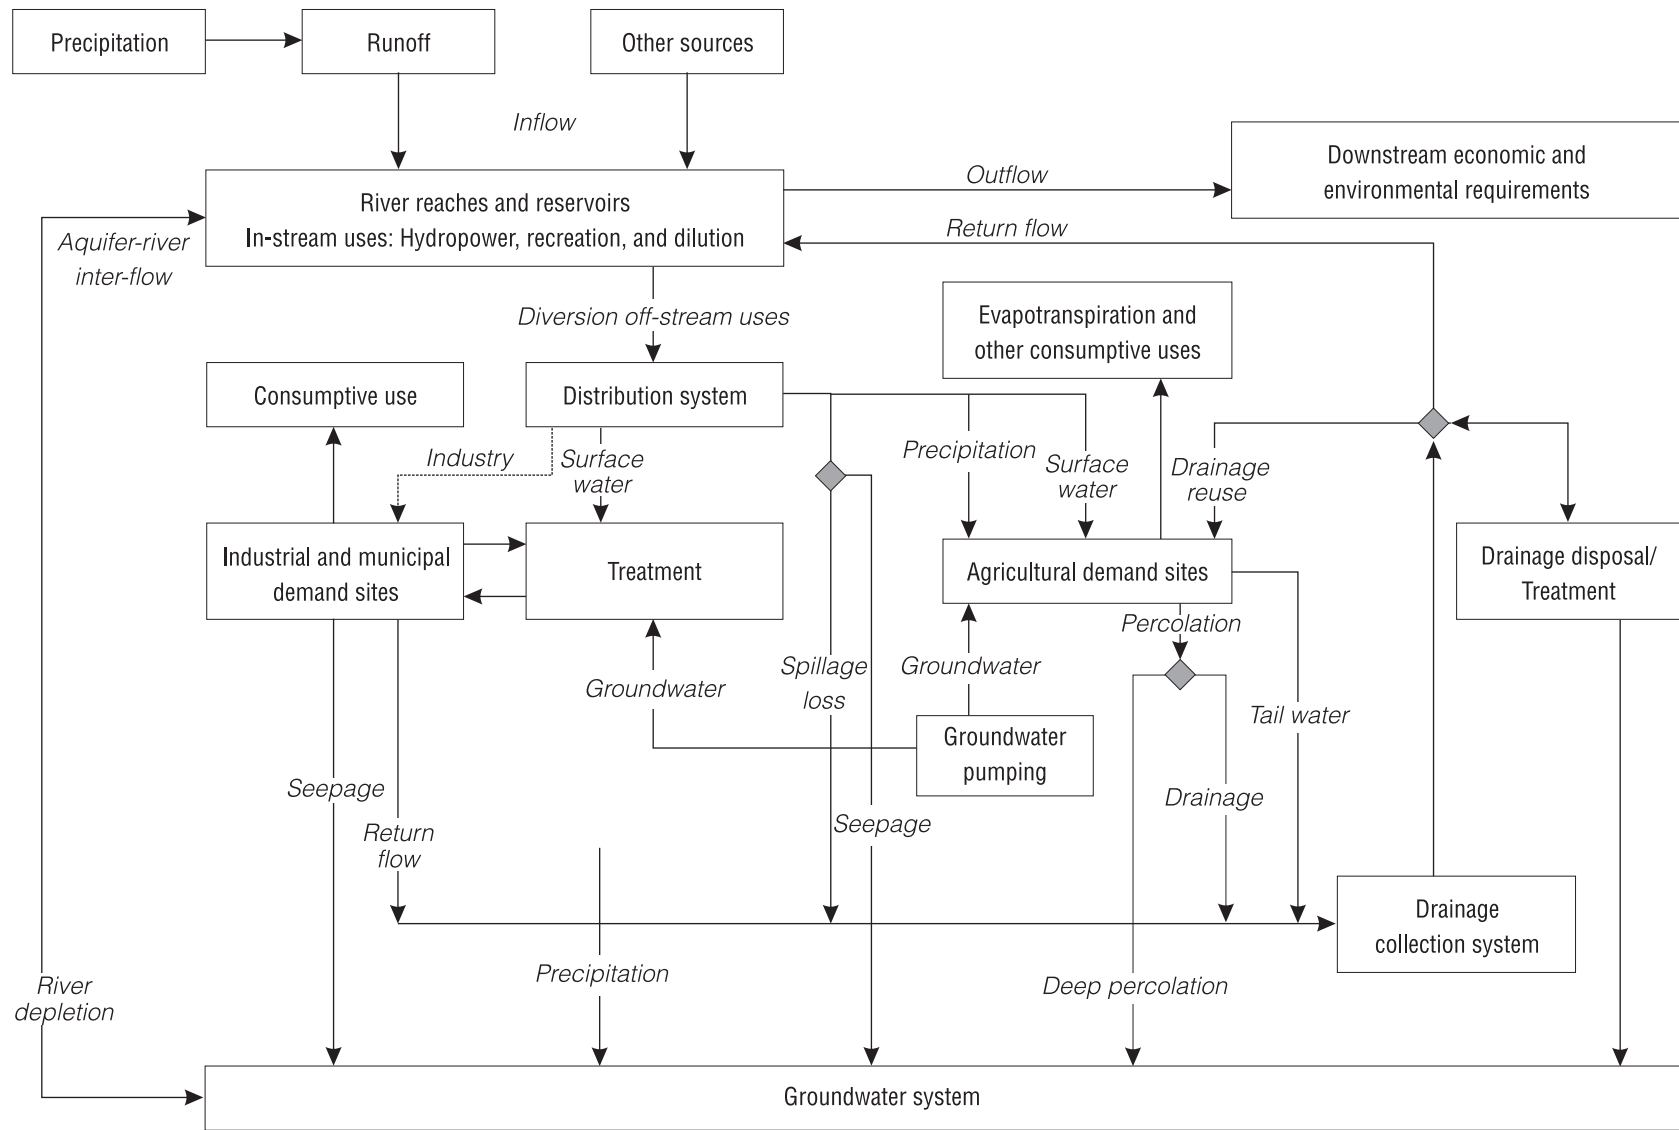 Precipitation
Runoff
Other sources
Inflow
Downstream economic and
environmental requirements
Outflow
River reaches and reservoirs
In-stream uses: Hydropower, recreation, and dilution
Return flow
Aquifer-river
inter-flow
Diversion off-stream uses
Evapotranspiration and
other consumptive uses
Consumptive use
Distribution system
Industry
Surface
water
Precipitation
Surface
water
Drainage
reuse
Industrial and municipal
demand sites
Treatment
Agricultural demand sites
Drainage disposal/
Treatment
Percolation
Groundwater
Spillage
loss
Groundwater
Tail water
Groundwater
pumping
Seepage
Drainage
Return
flow
Seepage
Drainage
collection system
River
depletion
Precipitation
Deep percolation
Groundwater system